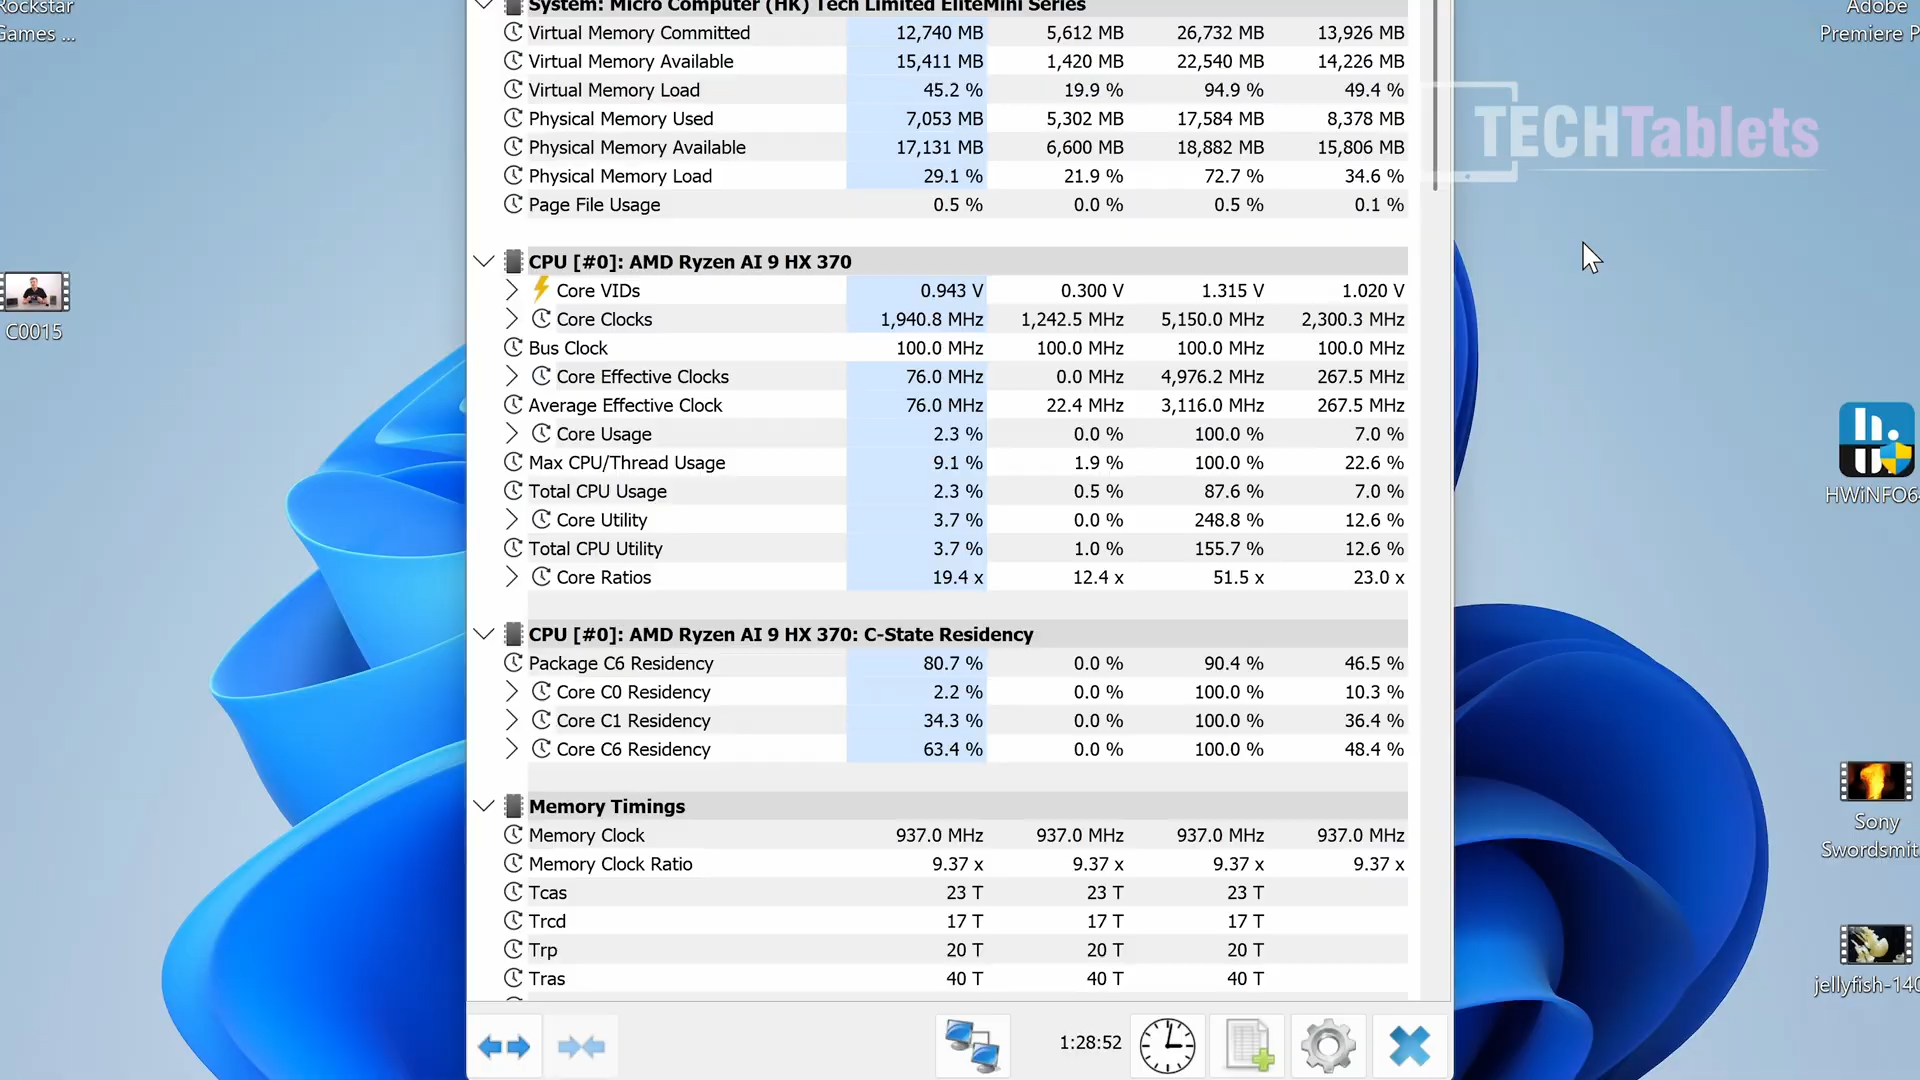 Rockstar
Games ...
C0015
System: Micro Computer (HK) Tech Limited EliteMini Series
Virtual Memory Committed 12,740 MB 5,612 MB 26,732 MB 13,926 MB
Virtual Memory Available 15,411 MB 1,420 MB 22,540 MB 14,226 MB
Virtual Memory Load 45.2 % 19.9 % 94.9 % 49.4 %
Physical Memory Used 7,053 MB 5,302 MB 17,584 MB 8,378 MB
Physical Memory Available 17,131 MB 6,600 MB 18,882 MB 15,806 MB
Physical Memory Load 29.1 % 21.9 % 72.7 % 34.6 %
Page File Usage 0.5 % 0.0 % 0.5 % 0.1 %
CPU [#0]: AMD Ryzen AI 9 HX 370
Core VIDs 0.943 V 0.300 V 1.315 V 1.020 V
Core Clocks 1,940.8 MHz 1,242.5 MHz 5,150.0 MHz 2,300.3 MHz
Bus Clock 100.0 MHz 100.0 MHz 100.0 MHz 100.0 MHz
Core Effective Clocks 76.0 MHz 0.0 MHz 4,976.2 MHz 267.5 MHz
Average Effective Clock 76.0 MHz 22.4 MHz 3,116.0 MHz 267.5 MHz
Core Usage 2.3 % 0.0 % 100.0 % 7.0 %
Max CPU/Thread Usage 9.1 % 1.9 % 100.0 % 22.6 %
Total CPU Usage 2.3 % 0.5 % 87.6 % 7.0 %
Core Utility 3.7 % 0.0 % 248.8 % 12.6 %
Total CPU Utility 3.7 % 1.0 % 155.7 % 12.6 %
Core Ratios 19.4 x 12.4 x 51.5 x 23.0 x
CPU [#0]: AMD Ryzen AI 9 HX 370: C-State Residency
Package C6 Residency 80.7 % 0.0 % 90.4 % 46.5 %
Core C0 Residency 2.2 % 0.0 % 100.0 % 10.3 %
Core C1 Residency 34.3 % 0.0 % 100.0 % 36.4 %
Core C6 Residency 63.4 % 0.0 % 100.0 % 48.4 %
Memory Timings
Memory Clock 937.0 MHz 937.0 MHz 937.0 MHz 937.0 MHz
Memory Clock Ratio 9.37 x 9.37 x 9.37 x 9.37 x
Tcas 23 T 23 T 23 T
Trcd 17 T 17 T 17 T
Trp 20 T 20 T 20 T
Tras 40 T 40 T 40 T
1:28:52
Adobe
Premiere P
TECHTablets
HWiNFO6
Sony
Swordsmit
jellyfish-140